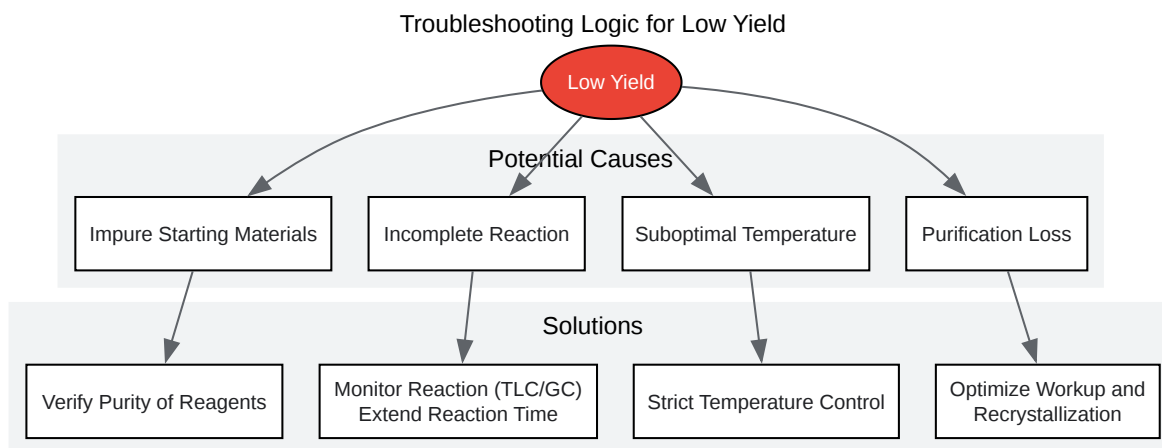 Troubleshooting Logic for Low Yield
Low Yield
Potential Causes
Impure Starting Materials
Incomplete Reaction
Suboptimal Temperature
Purification Loss
Solutions
Verify Purity of Reagents
Monitor Reaction (TLC/GC)
Extend Reaction Time
Strict Temperature Control
Optimize Workup and
Recrystallization